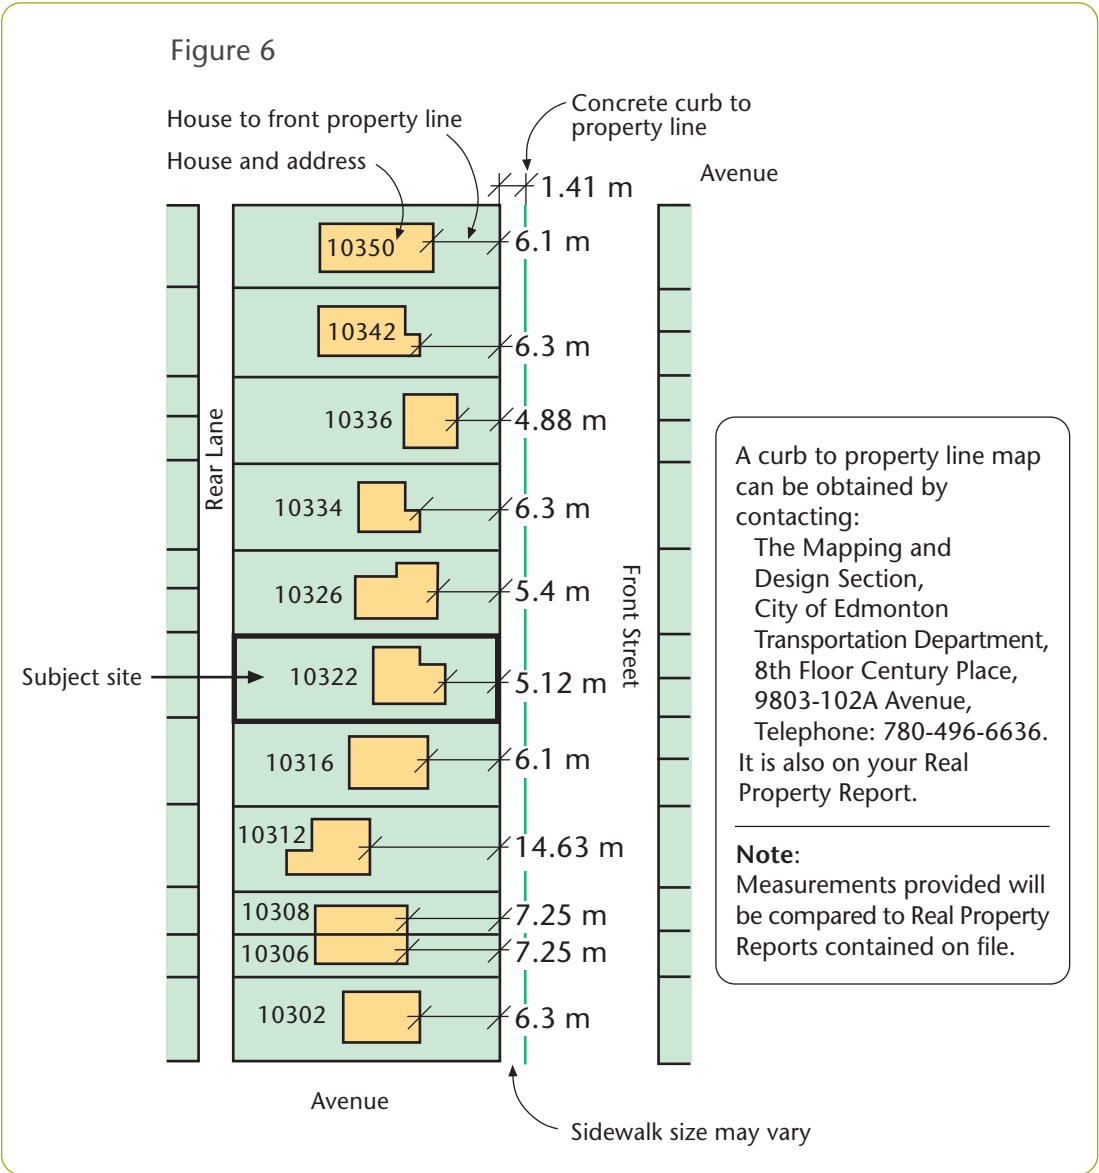 Figure 6
Concrete curb to
property line
House to front property line
House and address
Avenue
1.41 m
10350
6.1 m
10342
6.3 m
10336
4.88 m
Rear Lane
10334
6.3 m
10326
5.4 m
Front Street
Subject site
10322
5.12 m
10316
6.1 m
10312
14.63 m
10308
7.25 m
10306
7.25 m
10302
6.3 m
Avenue
Sidewalk size may vary
A curb to property line map
can be obtained by
contacting:
The Mapping and
Design Section,
City of Edmonton
Transportation Department,
8th Floor Century Place,
9803-102A Avenue,
Telephone: 780-496-6636.
It is also on your Real
Property Report.
Note:
Measurements provided will
be compared to Real Property
Reports contained on file.